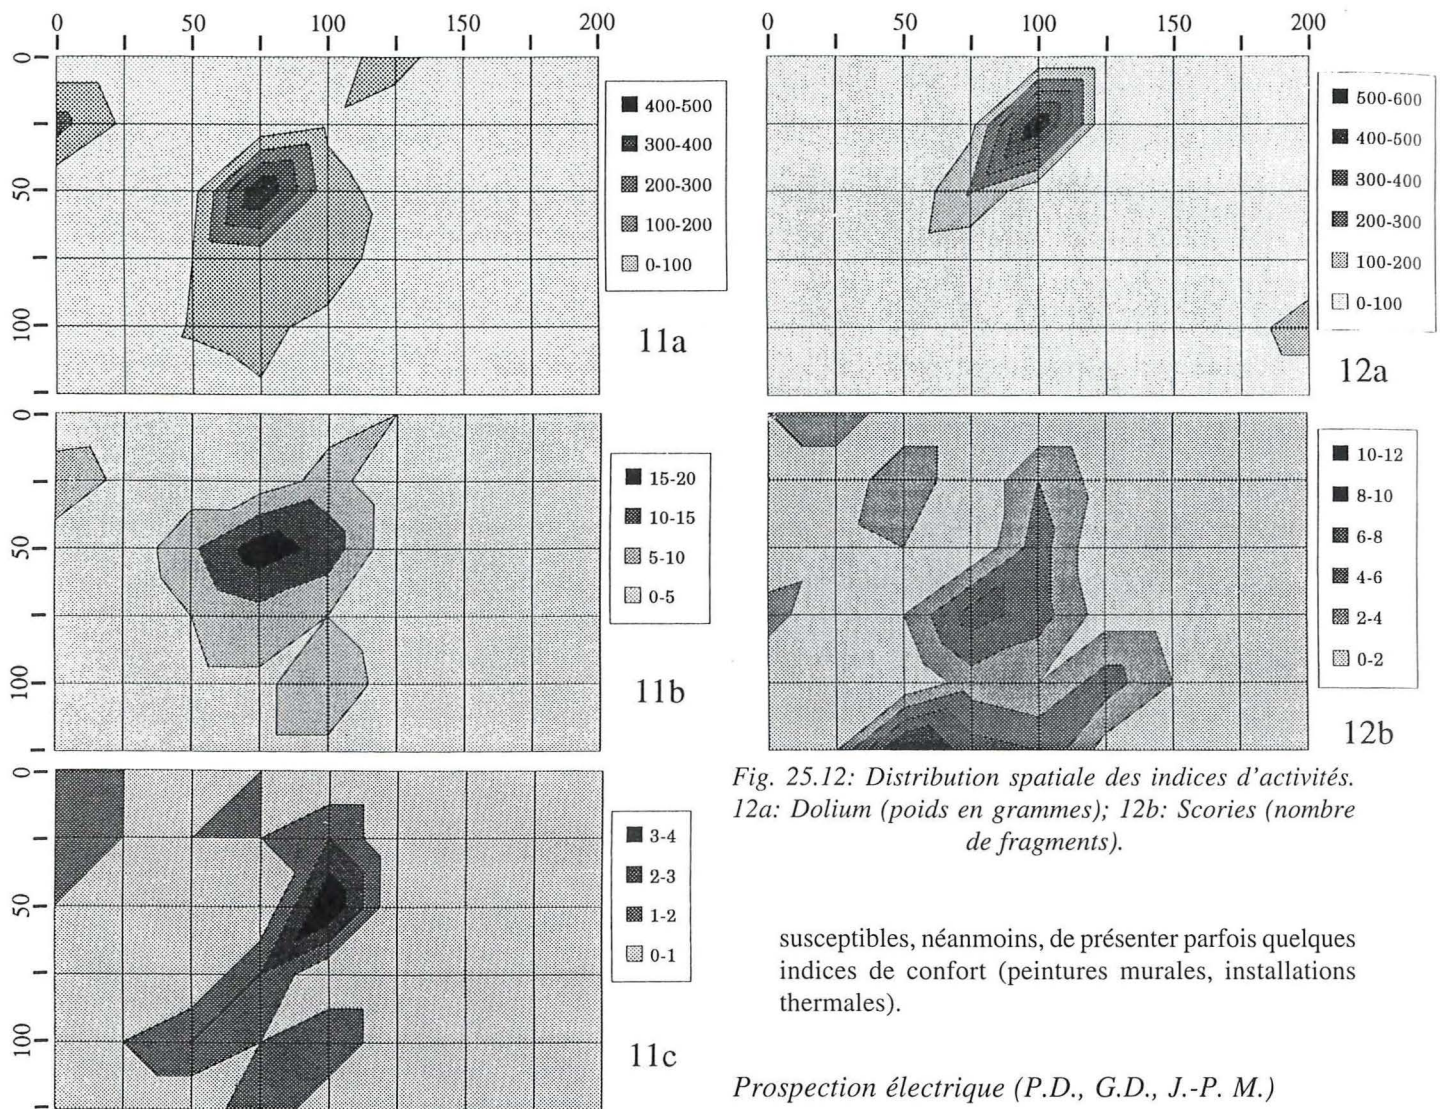 0 50 100 150 200
0
50
100
400-500
300-400
200-300
100-200
0-100
11a
0
50
100
15-20
10-15
5-10
0-5
11b
0
50
100
3-4
2-3
1-2
0-1
11c
0 50 100 150 200
500-600
400-500
300-400
200-300
100-200
0-100
12a
10-12
8-10
6-8
4-6
2-4
0-2
12b
Fig. 25.12: Distribution spatiale des indices d'activités.
12a: Dolium (poids en grammes); 12b: Scories (nombre
de fragments).
susceptibles, néanmoins, de présenter parfois quelques
indices de confort (peintures murales, installations
thermales).
Prospection électrique (P.D., G.D., J.-P. M.)